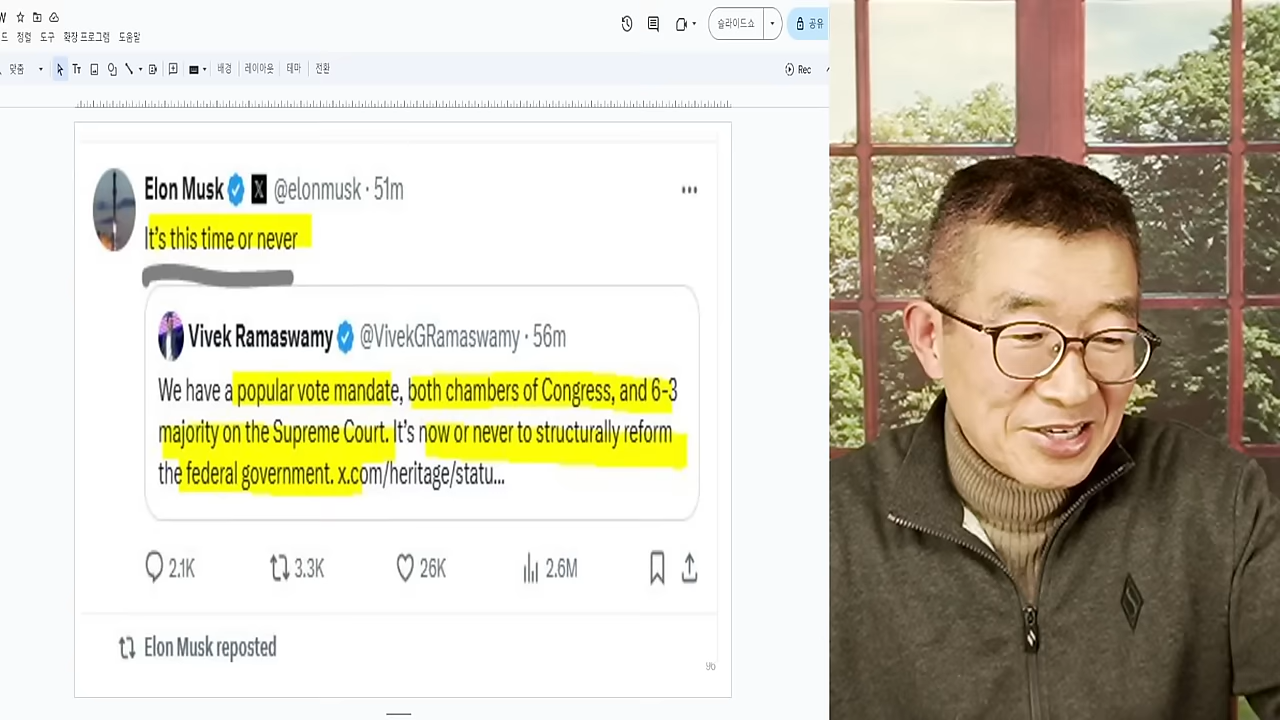 드 정렬 도구 확장 프로그램 도움말
슬라이드쇼
공유
맞춤
배경 레이아웃 테마 전환
Rec
Elon Musk @elonmusk · 51m
It's this time or never
Vivek Ramaswamy @VivekGRamaswamy · 56m
We have a popular vote mandate, both chambers of Congress, and 6-3
majority on the Supreme Court. It's now or never to structurally reform
the federal government. x.com/heritage/statu...
2.1K 3.3K 26K 2.6M
Elon Musk reposted
96